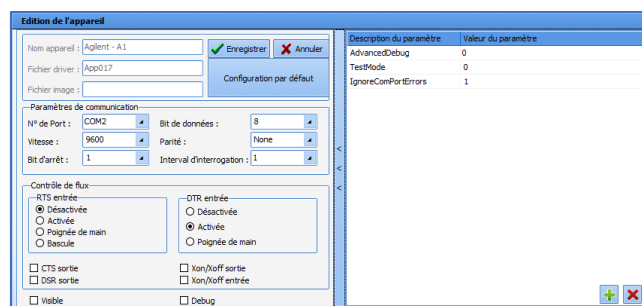 Edition de l'appareil
Nom appareil : Agilent - A1
Enregistrer
Annuler
Fichier driver : App017
Configuration par défaut
Fichier image :
Paramètres de communication
N° de Port : COM2
Bit de données : 8
Vitesse : 9600
Parité : None
Bit d'arrêt : 1
Interval d'interrogation : 1
Contrôle de flux
RTS entrée
Désactivée
Activée
Poignée de main
Bascule
DTR entrée
Désactivée
Activée
Poignée de main
CTS sortie
Xon/Xoff sortie
DSR sortie
Xon/Xoff entrée
Visible
Debug
<
<
<
Description du paramètre Valeur du paramètre
AdvancedDebug 0
TestMode 0
IgnoreComPortErrors 1